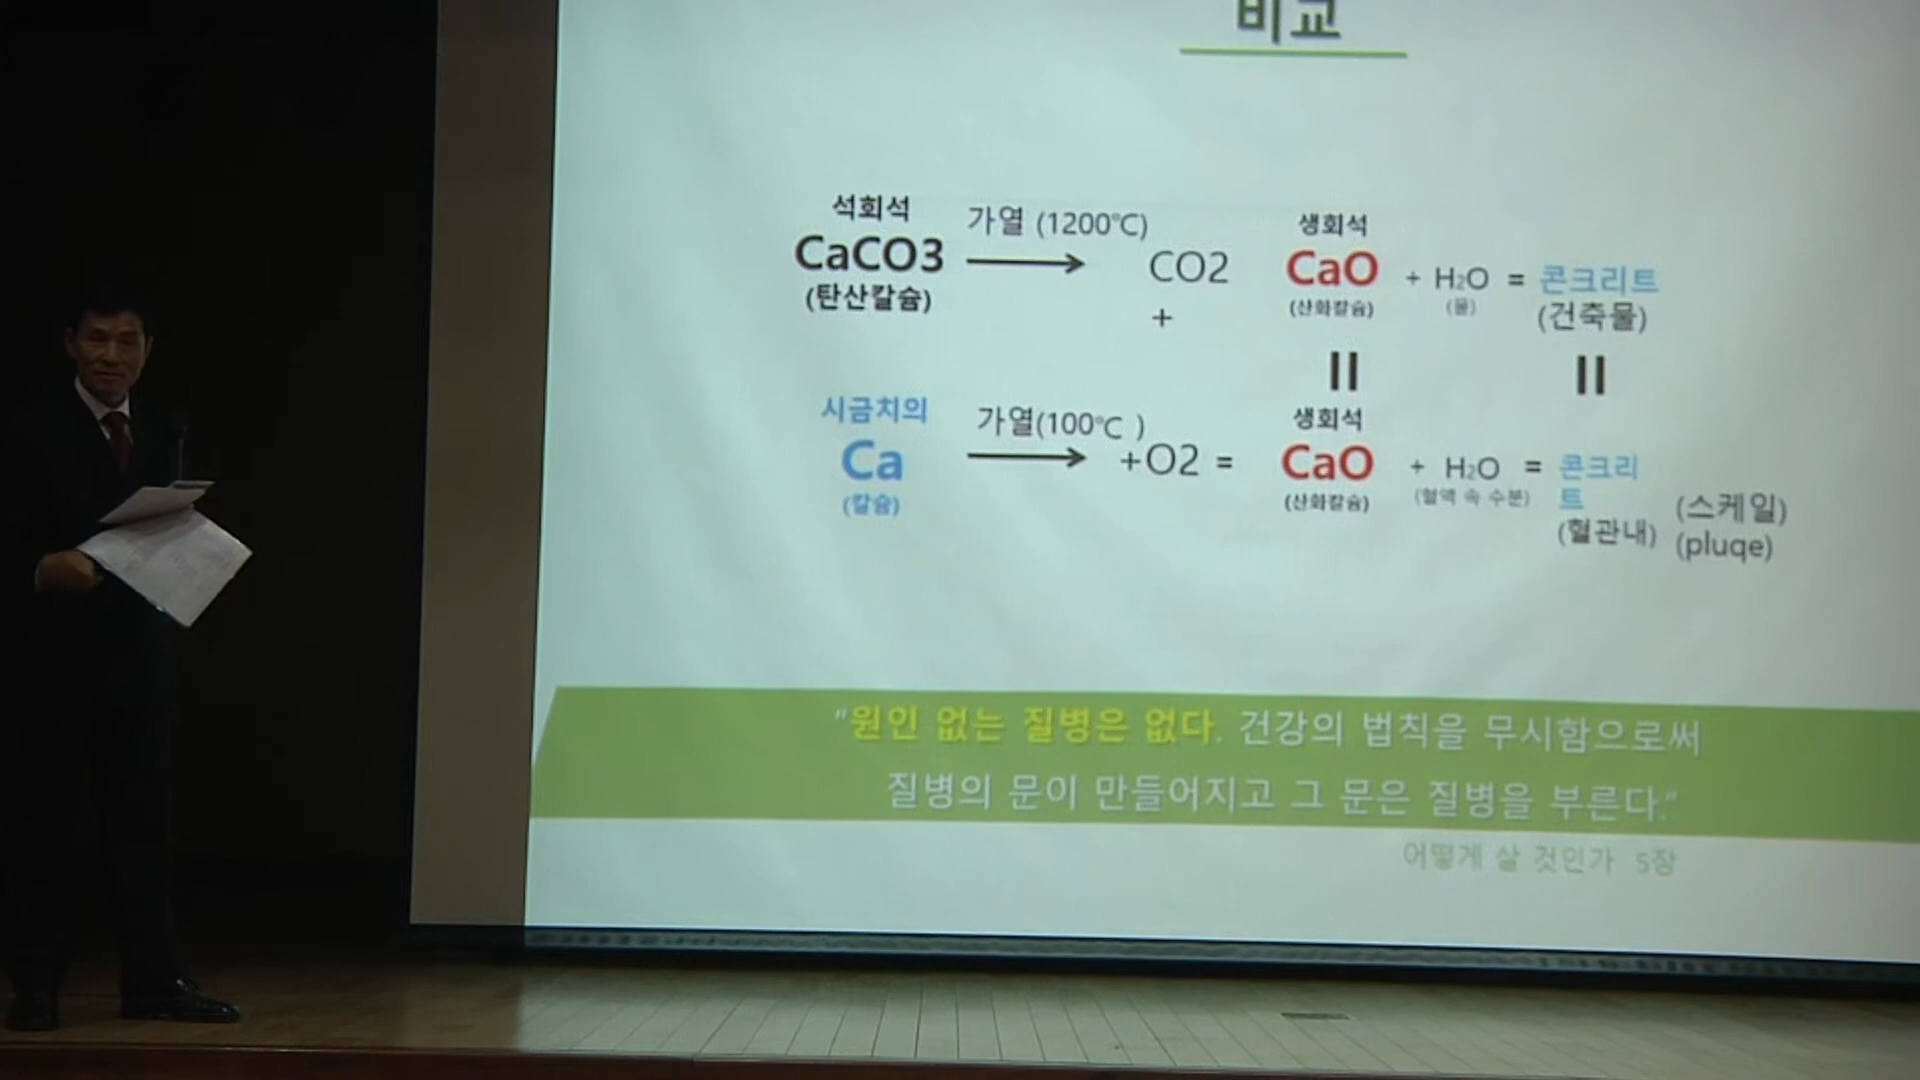 비교
석회석
CaCO3
(탄산칼슘)
가열 (1200℃)
CO2
+
생회석
CaO
(산화칼슘)
+ H2O = 콘크리트
(물)
(건축물)
=
=
시금치의
Ca
(칼슘)
가열(100℃ )
+O2 =
생회석
CaO
(산화칼슘)
+ H2O = 콘크리
(혈액 속 수분)
트
(혈관내)
(스케일)
(pluqe)
“원인 없는 질병은 없다. 건강의 법칙을 무시함으로써
질병의 문이 만들어지고 그 문은 질병을 부른다.”
어떻게 살 것인가 5장